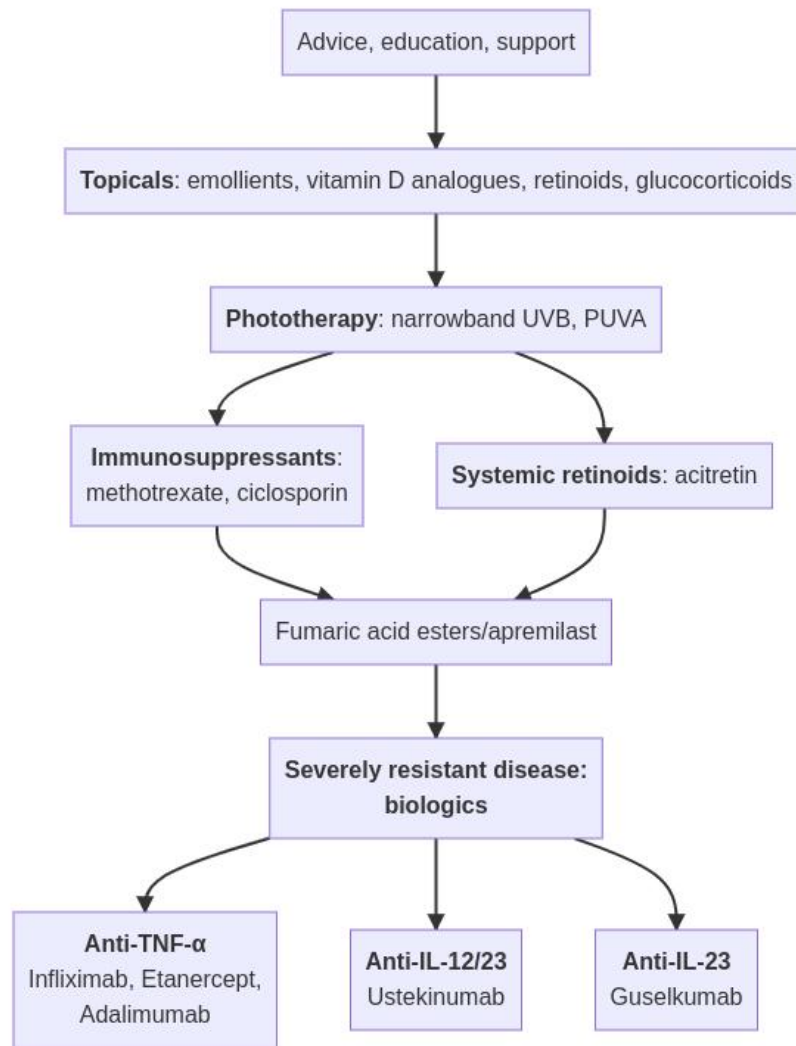 Advice, education, support
Topicals: emollients, vitamin D analogues, retinoids, glucocorticoids
Phototherapy: narrowband UVB, PUVA
Immunosuppressants:
methotrexate, ciclosporin
Systemic retinoids: acitretin
Fumaric acid esters/apremilast
Severely resistant disease:
biologics
Anti-TNF-α
Infliximab, Etanercept,
Adalimumab
Anti-IL-12/23
Ustekinumab
Anti-IL-23
Guselkumab